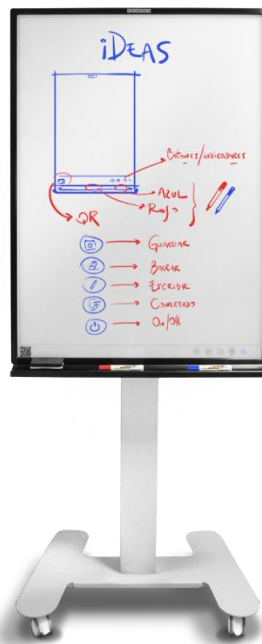 iDEAS
Botones/indicadores
AZUL
Rojo
QR
Guardar
Borrar
Escribir
Conectado
On/Off